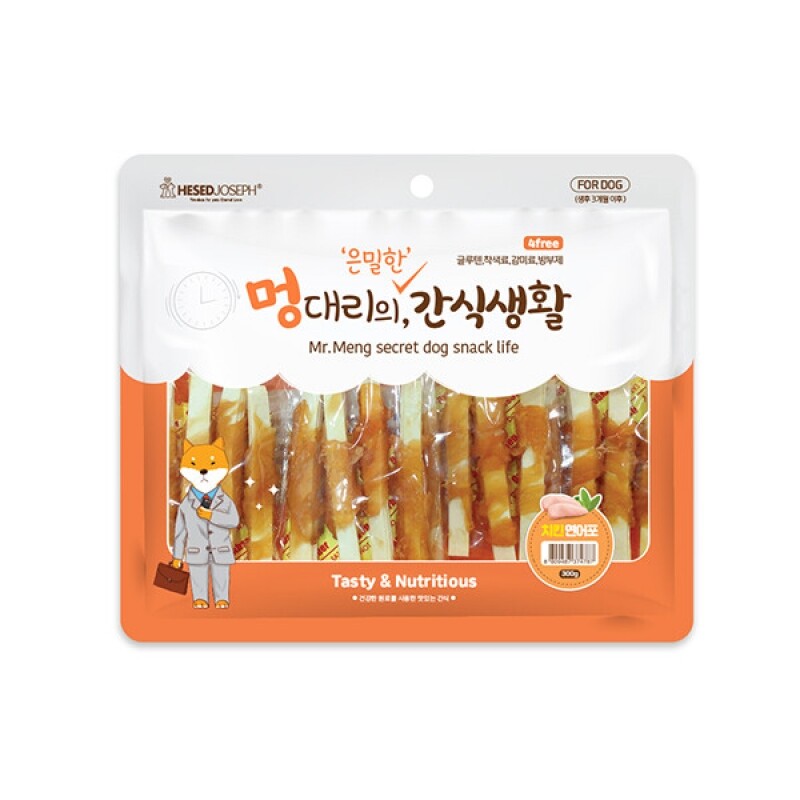 HESEDJOSEPH®
FOR DOG
(생후 3개월 이후)
4free
글루텐,착색료,감미료,방부제
'은밀한'
멍대리의, 간식생활
Mr.Meng secret dog snack life
치킨연어포
300g
Tasty & Nutritious
건강한 원료를 사용한 맛있는 간식